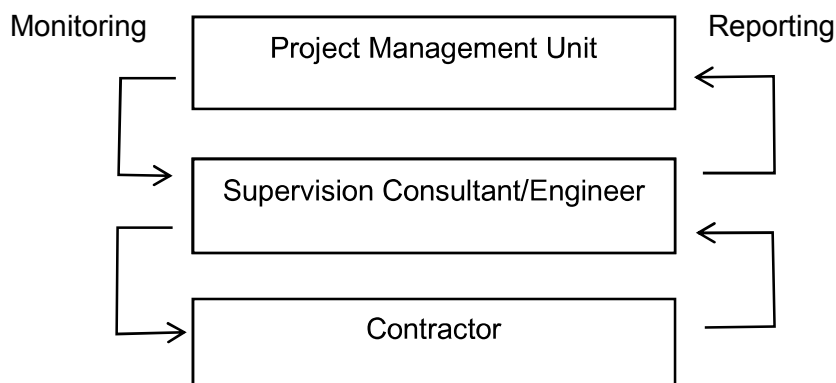 Monitoring
Reporting
Project Management Unit
Supervision Consultant/Engineer
Contractor